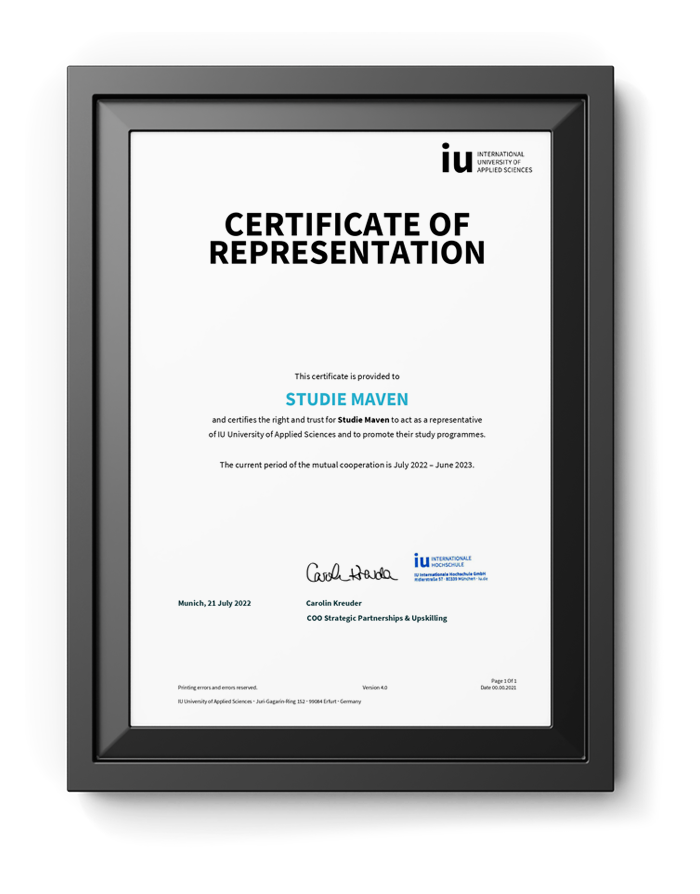 iu INTERNATIONAL
UNIVERSITY OF
APPLIED SCIENCES
CERTIFICATE OF
REPRESENTATION
This certificate is provided to
STUDIE MAVEN
and certifies the right and trust for Studie Maven to act as a representative
of IU University of Applied Sciences and to promote their study programmes.
The current period of the mutual cooperation is July 2022 – June 2023.
iu INTERNATIONALE
HOCHSCHULE
IU Internationale Hochschule GmbH
München · iu.de
Munich, 21 July 2022
Carolin Kreuder
COO Strategic Partnerships & Upskilling
Page 1 Of 1
Printing errors and errors reserved.
Version 4.0
Date 00.00.2021
IU University of Applied Sciences · Juri-Gagarin-Ring 152 · 99084 Erfurt · Germany